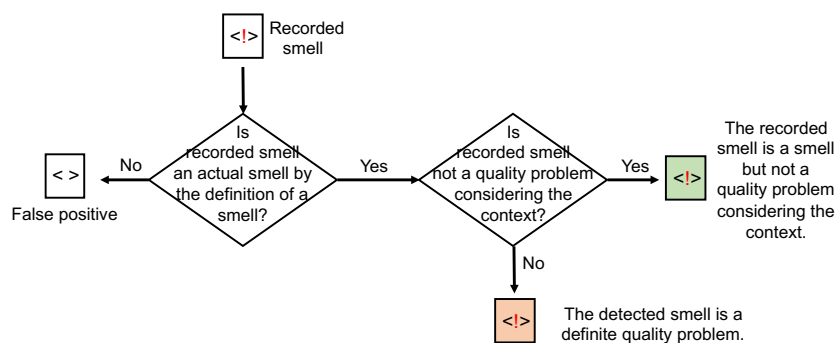 <!>
Recorded
smell
Is
recorded smell
an actual smell by
the definition of a
smell?
No
< >
False positive
Yes
Is
recorded smell
not a quality problem
considering the
context?
Yes
<!>
The recorded
smell is a smell
but not a
quality problem
considering the
context.
No
<!>
The detected smell is a
definite quality problem.